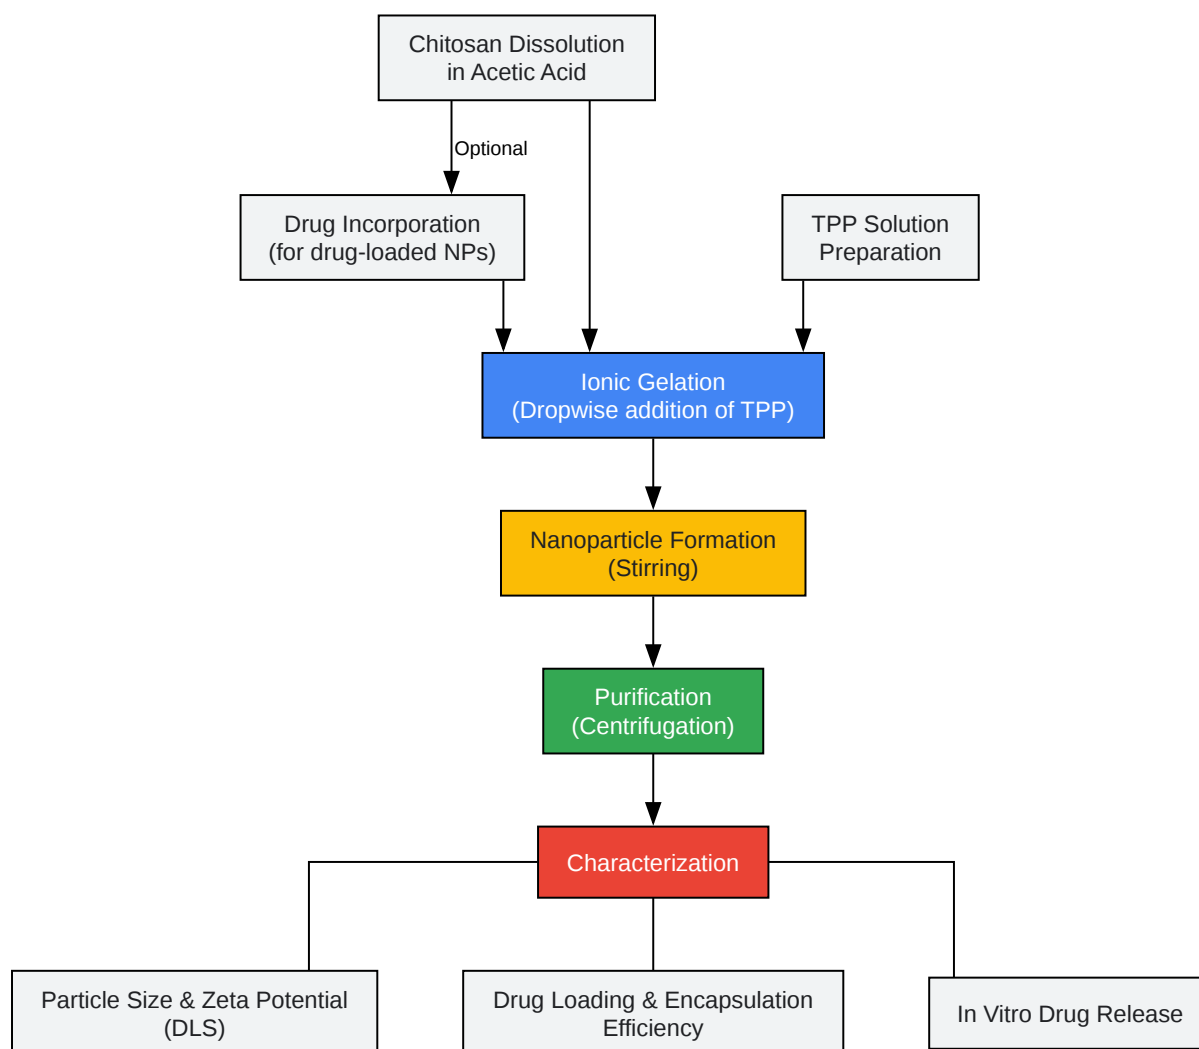 Chitosan Dissolution
in Acetic Acid
Optional
Drug Incorporation
(for drug-loaded NPs)
TPP Solution
Preparation
Ionic Gelation
(Dropwise addition of TPP)
Nanoparticle Formation
(Stirring)
Purification
(Centrifugation)
Characterization
Particle Size & Zeta Potential
(DLS)
Drug Loading & Encapsulation
Efficiency
In Vitro Drug Release